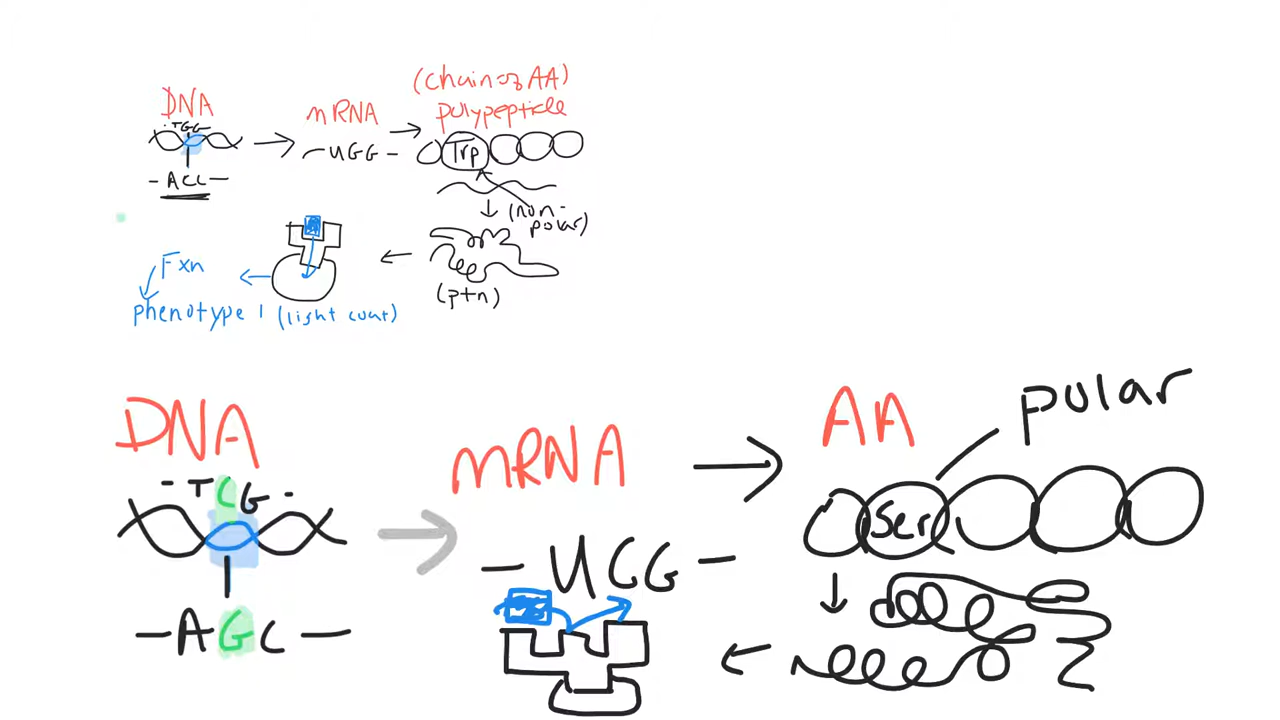 (chain of AA)
DNA
mRNA
polypeptide
- TGG
- UGG -
Trp
- ACC -
(non-
polar)
Fxn
(ptn)
phenotype 1 (light coat)
polar
DNA
mRNA
AA
- TCG -
Ser
- UCG -
- AGC -